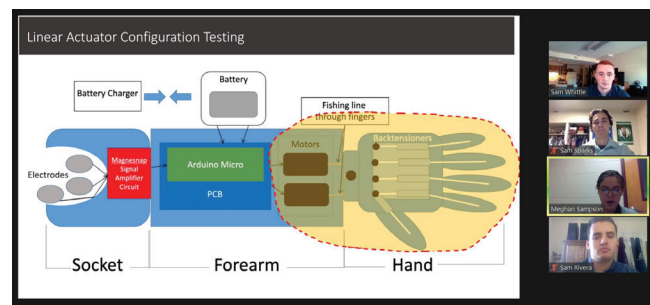 Linear Actuator Configuration Testing
Battery Charger
Battery
Fishing line
through fingers
Electrodes
Magnesnap
Signal
Amplifier
Circuit
Arduino Micro
PCB
Motors
Backtensioners
Socket
Forearm
Hand
Sam Whittle
Sam Sparks
Meghan Sampson
Sam Rivera